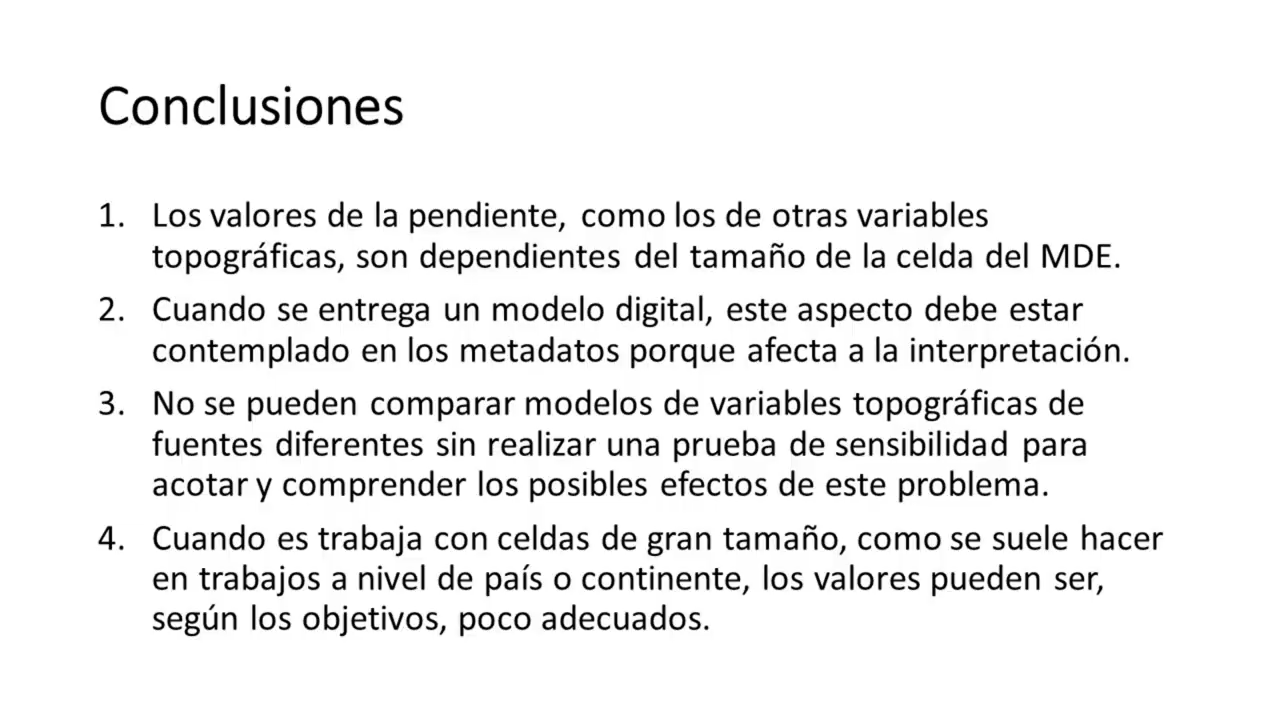 Conclusiones
1. Los valores de la pendiente, como los de otras variables
topográficas, son dependientes del tamaño de la celda del MDE.
2. Cuando se entrega un modelo digital, este aspecto debe estar
contemplado en los metadatos porque afecta a la interpretación.
3. No se pueden comparar modelos de variables topográficas de
fuentes diferentes sin realizar una prueba de sensibilidad para
acotar y comprender los posibles efectos de este problema.
4. Cuando es trabaja con celdas de gran tamaño, como se suele hacer
en trabajos a nivel de país o continente, los valores pueden ser,
según los objetivos, poco adecuados.